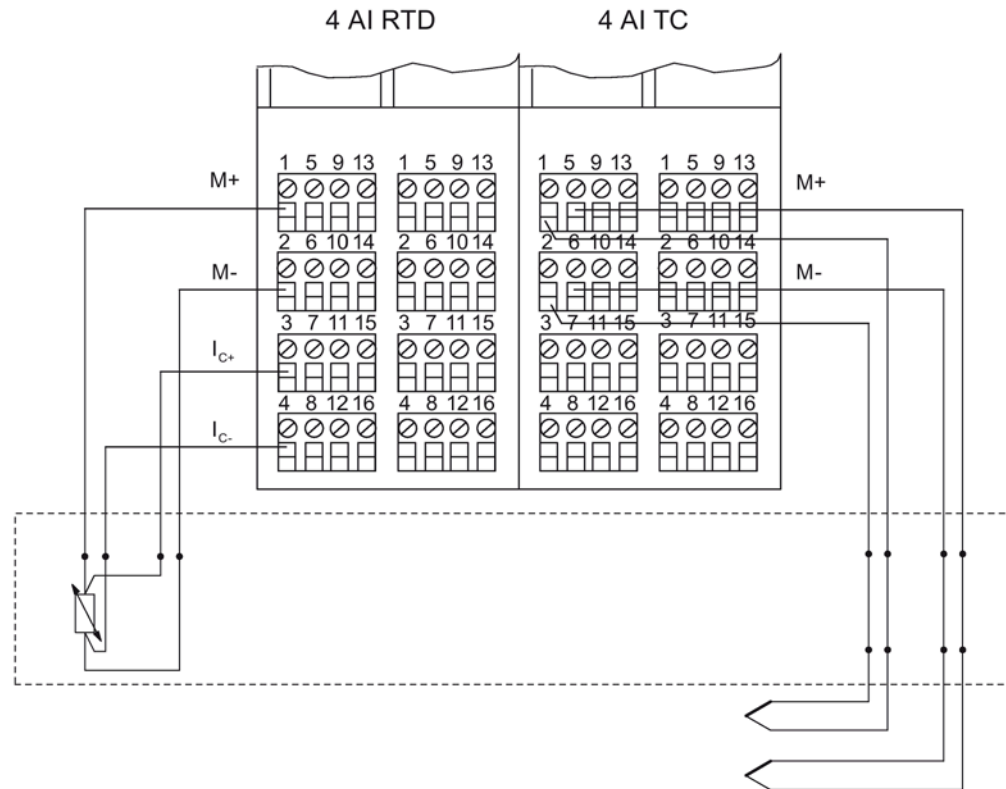 4 AI RTD 4 AI TC
1 5 9 13 1 5 9 13 1 5 9 13 1 5 9 13
M+ M+
2 6 10 14 2 6 10 14 2 6 10 14 2 6 10 14
M- M-
3 7 11 15 3 7 11 15 3 7 11 15 3 7 11 15
IC+
4 8 12 16 4 8 12 16 4 8 12 16 4 8 12 16
IC-